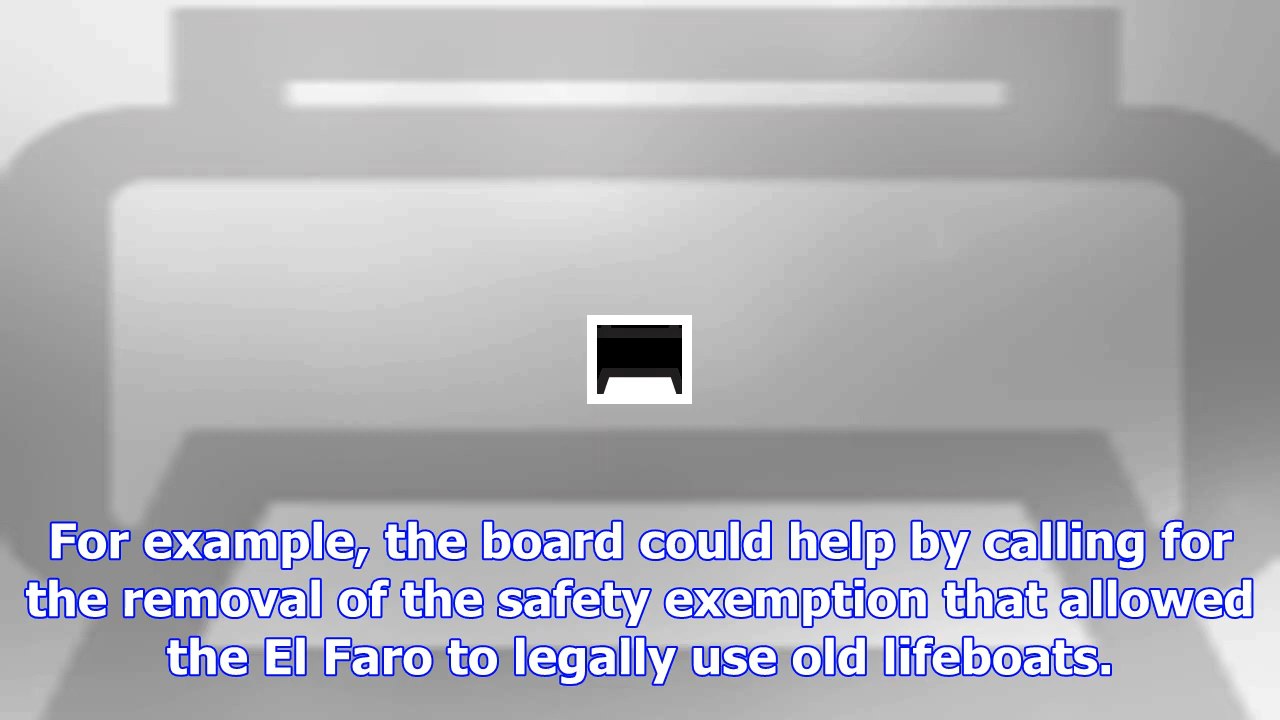 For example, the board could help by calling for
the removal of the safety exemption that allowed
the El Faro to legally use old lifeboats.